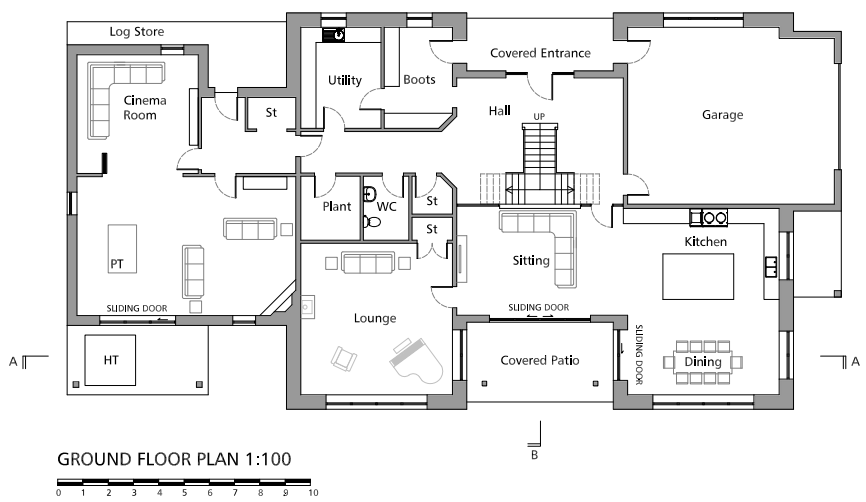 Log Store
Covered Entrance
Cinema
Room
Utility
Boots
St
Hall
UP
Garage
Plant
WC
St
St
Kitchen
PT
Sitting
SLIDING DOOR
SLIDING DOOR
Lounge
SLIDING DOOR
HT
Covered Patio
Dining
A
A
B
GROUND FLOOR PLAN 1:100
0 1 2 3 4 5 6 7 8 9 10